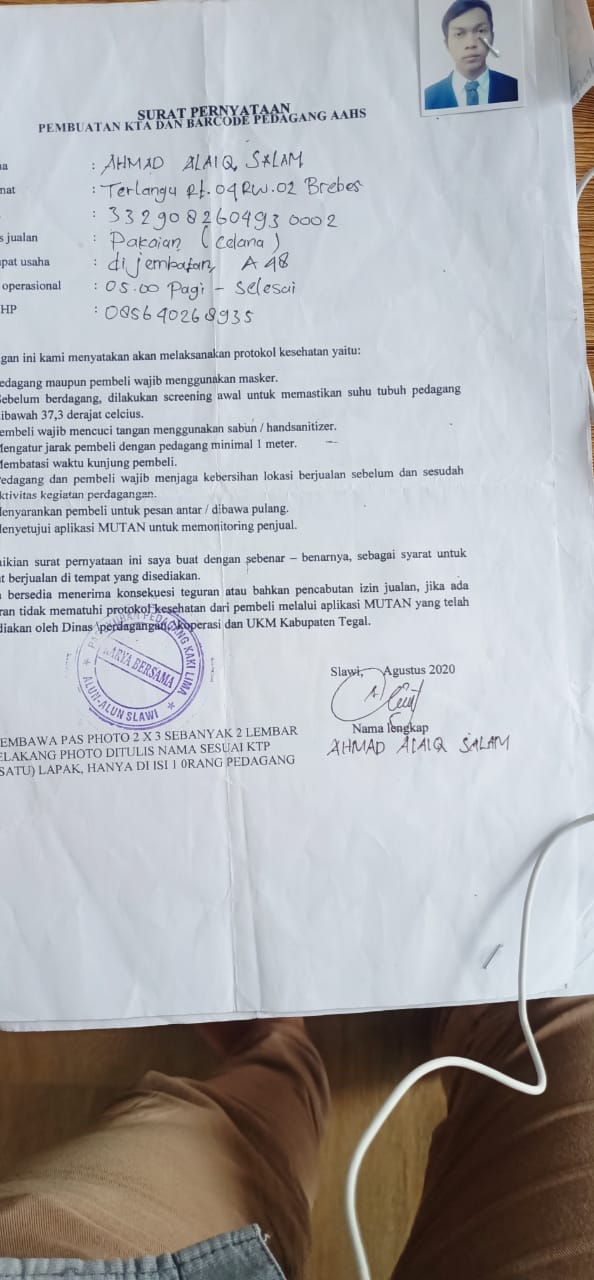 SURAT PERNYATAAN
PEMBUATAN KTA DAN BARCODE PEDAGANG AAHS
a : AHMAD ALAIQ SALAM
mat : Terlangu Rt. 04 RW. 02 Brebes
: 3329082604930002
s jualan : Pakaian (Celana)
pat usaha : di jembatan A 48
operasional : 05.00 Pagi - Selesai
HP : 085640268935
gan ini kami menyatakan akan melaksanakan protokol kesehatan yaitu:
edagang maupun pembeli wajib menggunakan masker.
ebelum berdagang, dilakukan screening awal untuk memastikan suhu tubuh pedagang
ibawah 37,3 derajat celcius.
embeli wajib mencuci tangan menggunakan sabun / handsanitizer.
Mengatur jarak pembeli dengan pedagang minimal 1 meter.
Membatasi waktu kunjung pembeli.
Pedagang dan pembeli wajib menjaga kebersihan lokasi berjualan sebelum dan sesudah
ktivitas kegiatan perdagangan.
Menyarankan pembeli untuk pesan antar / dibawa pulang.
Menyetujui aplikasi MUTAN untuk memonitoring penjual.
ikian surat pernyataan ini saya buat dengan sebenar – benarnya, sebagai syarat untuk
t berjualan di tempat yang disediakan.
bersedia menerima konsekuesi teguran atau bahkan pencabutan izin jualan, jika ada
ran tidak mematuhi protokol kesehatan dari pembeli melalui aplikasi MUTAN yang telah
diakan oleh Dinas perdagangan, koperasi dan UKM Kabupaten Tegal.
PEDAGANG KAKI LIMA
KARYA BERSAMA
ALUN-ALUN SLAWI
Slawi, Agustus 2020
Nama lengkap
AHMAD ALAIQ SALAM
EMBAWA PAS PHOTO 2 X 3 SEBANYAK 2 LEMBAR
ELAKANG PHOTO DITULIS NAMA SESUAI KTP
SATU) LAPAK, HANYA DI ISI 1 0RANG PEDAGANG